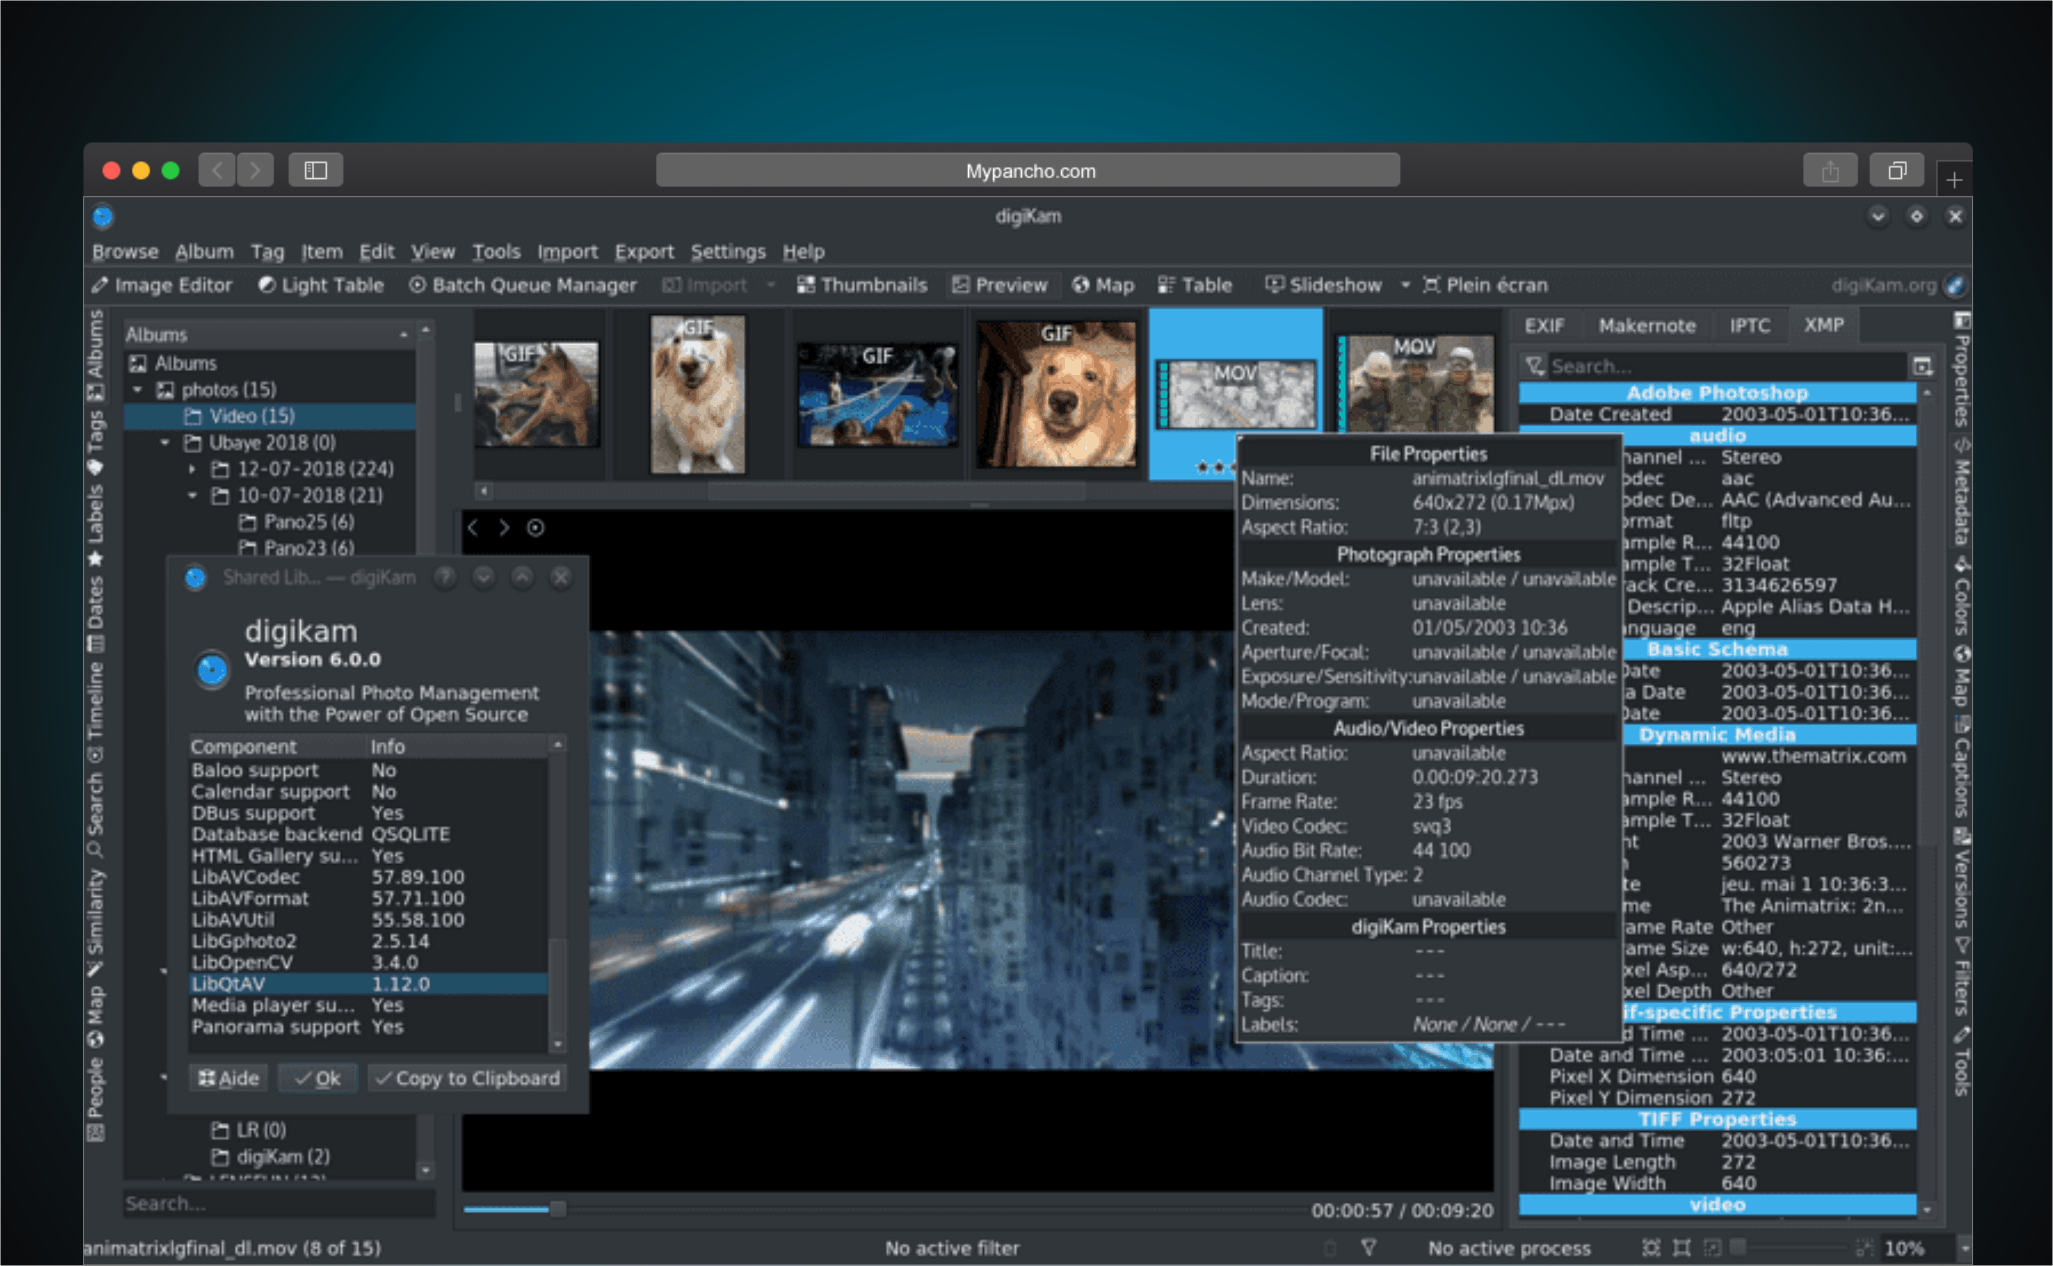 Mypancho.com
digiKam
Browse Album Tag Item Edit View Tools Import Export Settings Help
Image Editor Light Table Batch Queue Manager Import Thumbnails Preview Map Table Slideshow Plein écran digiKam.org
Albums
Tags
Labels
Dates
Timeline
Search
Similarity
Map
People
Albums
Albums
photos (15)
Video (15)
Ubaye 2018 (0)
12-07-2018 (224)
10-07-2018 (21)
Pano25 (6)
Pano23 (6)
LR (0)
digiKam (2)
Search...
GIF
GIF
GIF
GIF
MOV
MOV
Shared Lib... — digiKam
digikam
Version 6.0.0
Professional Photo Management
with the Power of Open Source
Component Info
Baloo support No
Calendar support No
DBus support Yes
Database backend QSQLITE
HTML Gallery su... Yes
LibAVCodec 57.89.100
LibAVFormat 57.71.100
LibAVUtil 55.58.100
LibGphoto2 2.5.14
LibOpenCV 3.4.0
LibQtAV 1.12.0
Media player su... Yes
Panorama support Yes
Aide Ok Copy to Clipboard
File Properties
Name: animatrixlgfinal_dl.mov
Dimensions: 640x272 (0.17Mpx)
Aspect Ratio: 7:3 (2,3)
Photograph Properties
Make/Model: unavailable / unavailable
Lens: unavailable
Created: 01/05/2003 10:36
Aperture/Focal: unavailable / unavailable
Exposure/Sensitivity: unavailable / unavailable
Mode/Program: unavailable
Audio/Video Properties
Aspect Ratio: unavailable
Duration: 0.00:09:20.273
Frame Rate: 23 fps
Video Codec: svq3
Audio Bit Rate: 44 100
Audio Channel Type: 2
Audio Codec: unavailable
digiKam Properties
Title: ---
Caption: ---
Tags: ---
Labels: None / None / ---
00:00:57 / 00:09:20
EXIF Makernote IPTC XMP
Search...
Adobe Photoshop
Date Created 2003-05-01T10:36...
audio
hannel ... Stereo
odec aac
odec De... AAC (Advanced Au...
ormat fltp
ample R... 44100
ample T... 32Float
rack Cre... 3134626597
Descrip... Apple Alias Data H...
anguage eng
Basic Schema
Date 2003-05-01T10:36...
a Date 2003-05-01T10:36...
Date 2003-05-01T10:36...
Dynamic Media
www.thematrix.com
hannel ... Stereo
ample R... 44100
ample T... 32Float
ht 2003 Warner Bros....
560273
te jeu. mai 1 10:36:3...
me The Animatrix: 2n...
rame Rate Other
rame Size w:640, h:272, unit:...
xel Asp... 640/272
xel Depth Other
if-specific Properties
d Time ... 2003-05-01T10:36...
Date and Time ... 2003:05:01 10:36:...
Pixel X Dimension 640
Pixel Y Dimension 272
TIFF Properties
Date and Time 2003-05-01T10:36...
Image Length 272
Image Width 640
video
Properties
Metadata
Colors
Map
Captions
Versions
Filters
Tools
animatrixlgfinal_dl.mov (8 of 15) No active filter No active process 10%